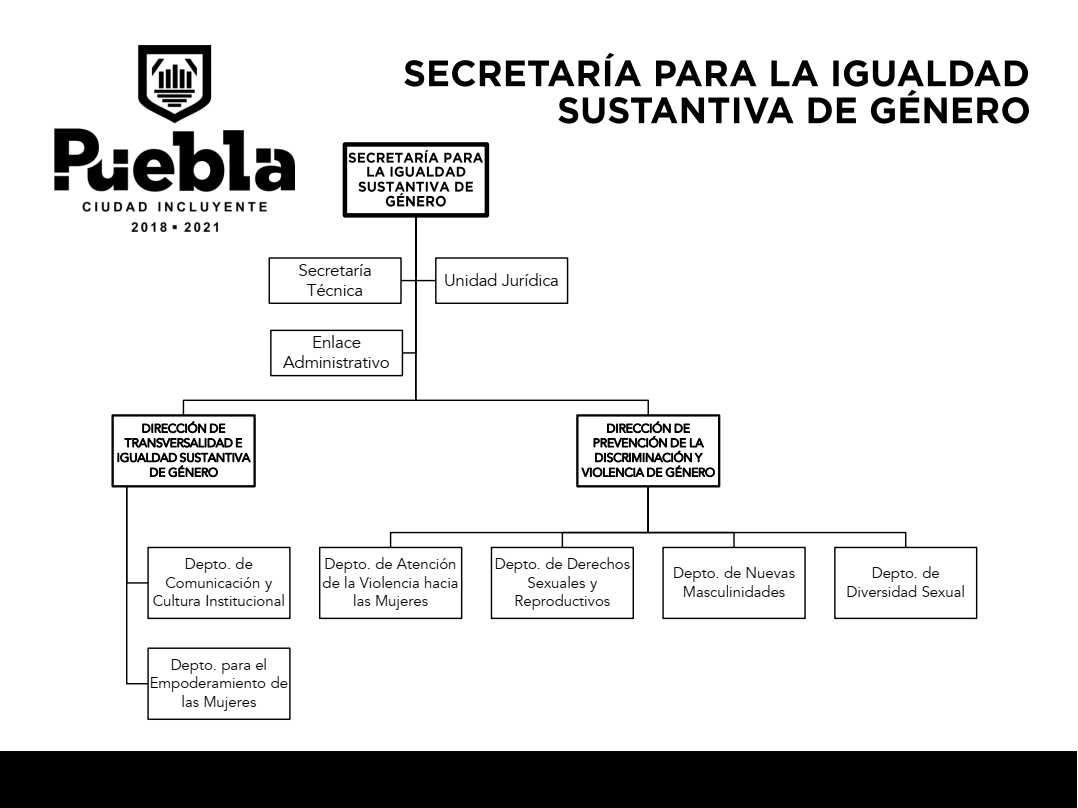 SECRETARÍA PARA LA IGUALDAD
SUSTANTIVA DE GÉNERO
Puebla
CIUDAD INCLUYENTE
2018 ▪ 2021
SECRETARÍA PARA
LA IGUALDAD
SUSTANTIVA DE
GÉNERO
Secretaría
Técnica
Unidad Jurídica
Enlace
Administrativo
DIRECCIÓN DE
TRANSVERSALIDAD E
IGUALDAD SUSTANTIVA
DE GÉNERO
DIRECCIÓN DE
PREVENCIÓN DE LA
DISCRIMINACIÓN Y
VIOLENCIA DE GÉNERO
Depto. de
Comunicación y
Cultura Institucional
Depto. de Atención
de la Violencia hacia
las Mujeres
Depto. de Derechos
Sexuales y
Reproductivos
Depto. de Nuevas
Masculinidades
Depto. de
Diversidad Sexual
Depto. para el
Empoderamiento de
las Mujeres